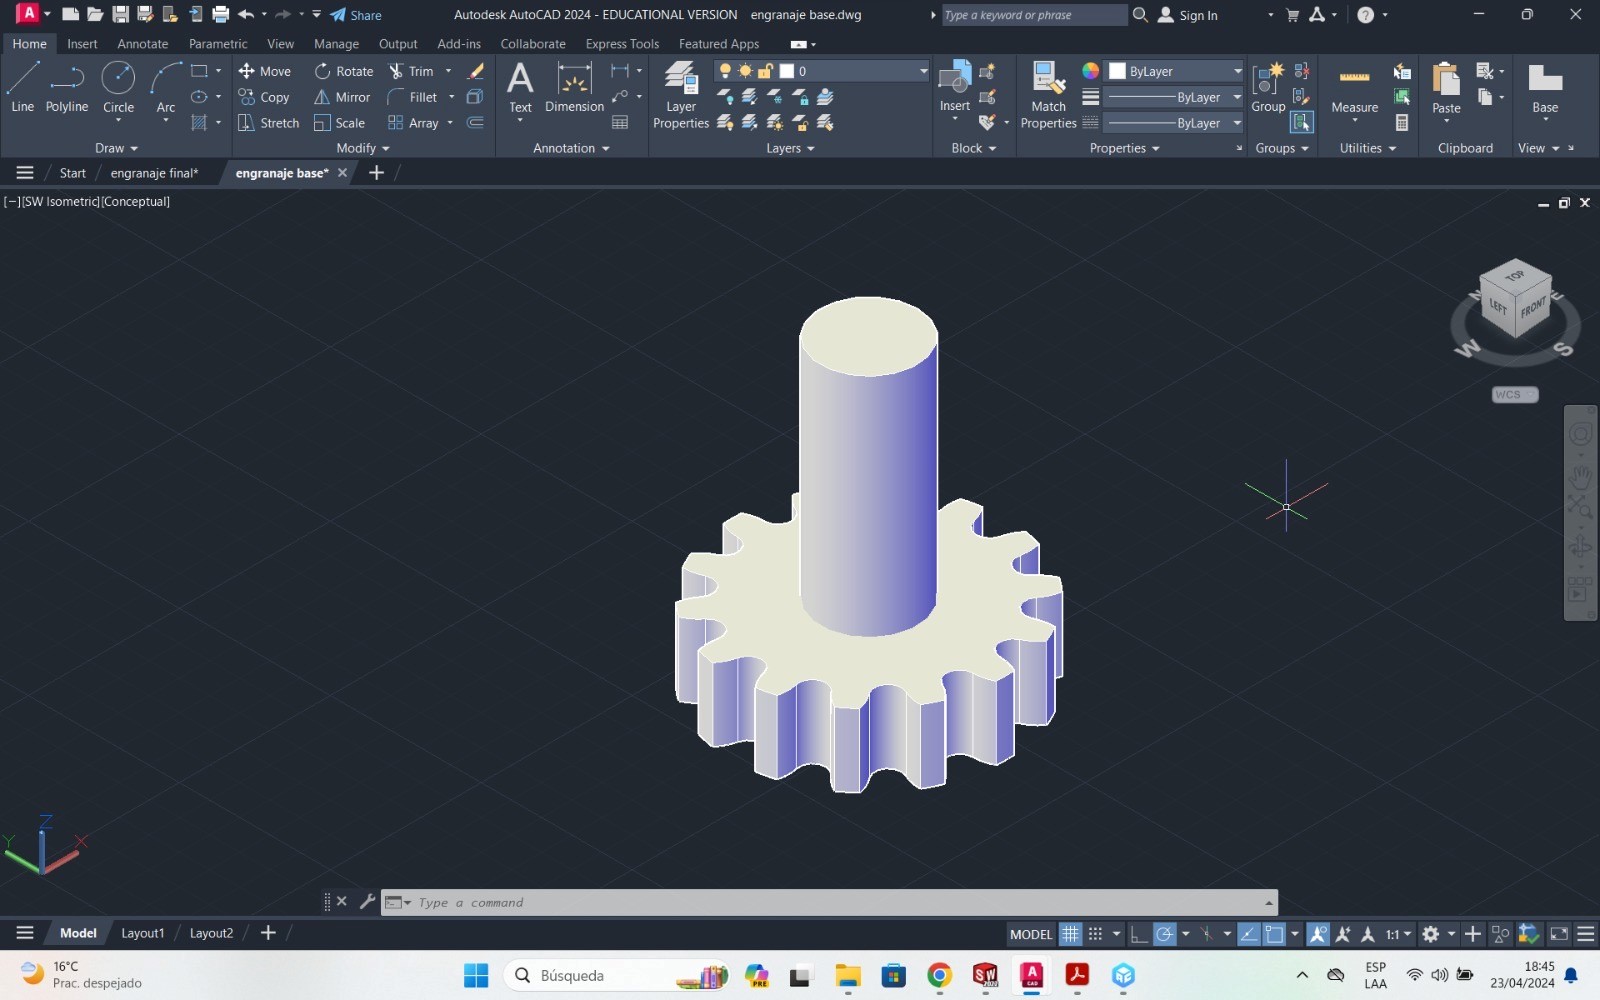 A Share Autodesk AutoCAD 2024 - EDUCATIONAL VERSION engranaje base.dwg Type a keyword or phrase Sign In
Home Insert Annotate Parametric View Manage Output Add-ins Collaborate Express Tools Featured Apps
Line Polyline Circle Arc
Move Rotate Trim
Copy Mirror Fillet
Stretch Scale Array
A Text Dimension
Layer Properties
0
Insert
Match Properties
ByLayer
ByLayer
ByLayer
Group
Measure
Paste
Base
Draw Modify Annotation Layers Block Properties Groups Utilities Clipboard View
Start engranaje final* engranaje base*
[−][SW Isometric][Conceptual]
TOP
LEFT FRONT
W S
WCS
Z
Y X
Type a command
Model Layout1 Layout2 MODEL 1:1
16°C
Prac. despejado
Búsqueda
PRE
SW
2020
A
CAD
ESP
LAA
18:45
23/04/2024